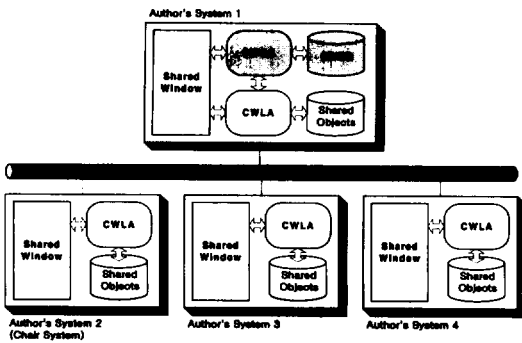 Author's System 1
Shared
Window
CWLA
Shared
Objects
Shared
Window
CWLA
Shared
Objects
Author's System 2
(Chair System)
Shared
Window
CWLA
Shared
Objects
Author's System 3
Shared
Window
CWLA
Shared
Objects
Author's System 4